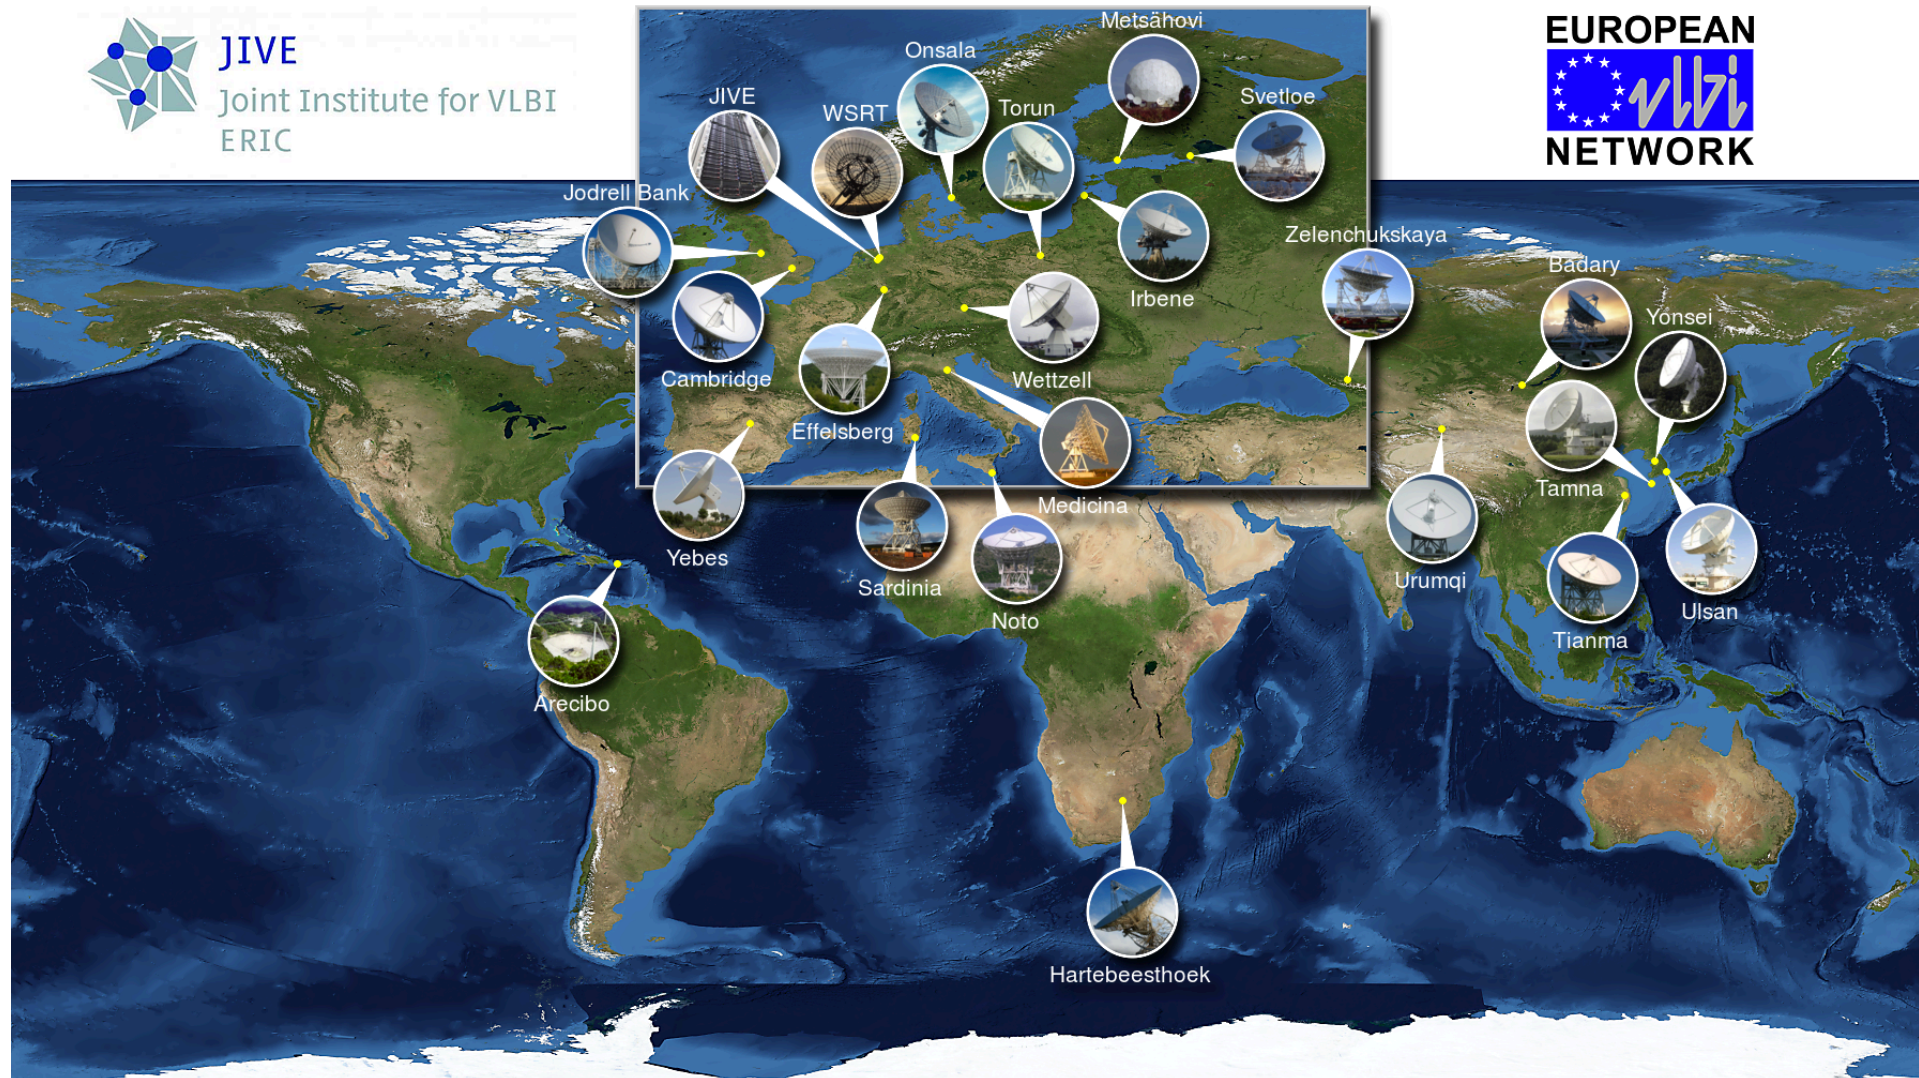 JIVE
Joint Institute for VLBI
ERIC
EUROPEAN
vlbi
NETWORK
Metsähovi
Onsala
JIVE
WSRT
Torun
Svetloe
Jodrell Bank
Zelenchukskaya
Badary
Irbene
Yonsei
Cambridge
Wettzell
Effelsberg
Tamna
Medicina
Yebes
Sardinia
Urumqi
Noto
Ulsan
Tianma
Arecibo
Hartebeesthoek